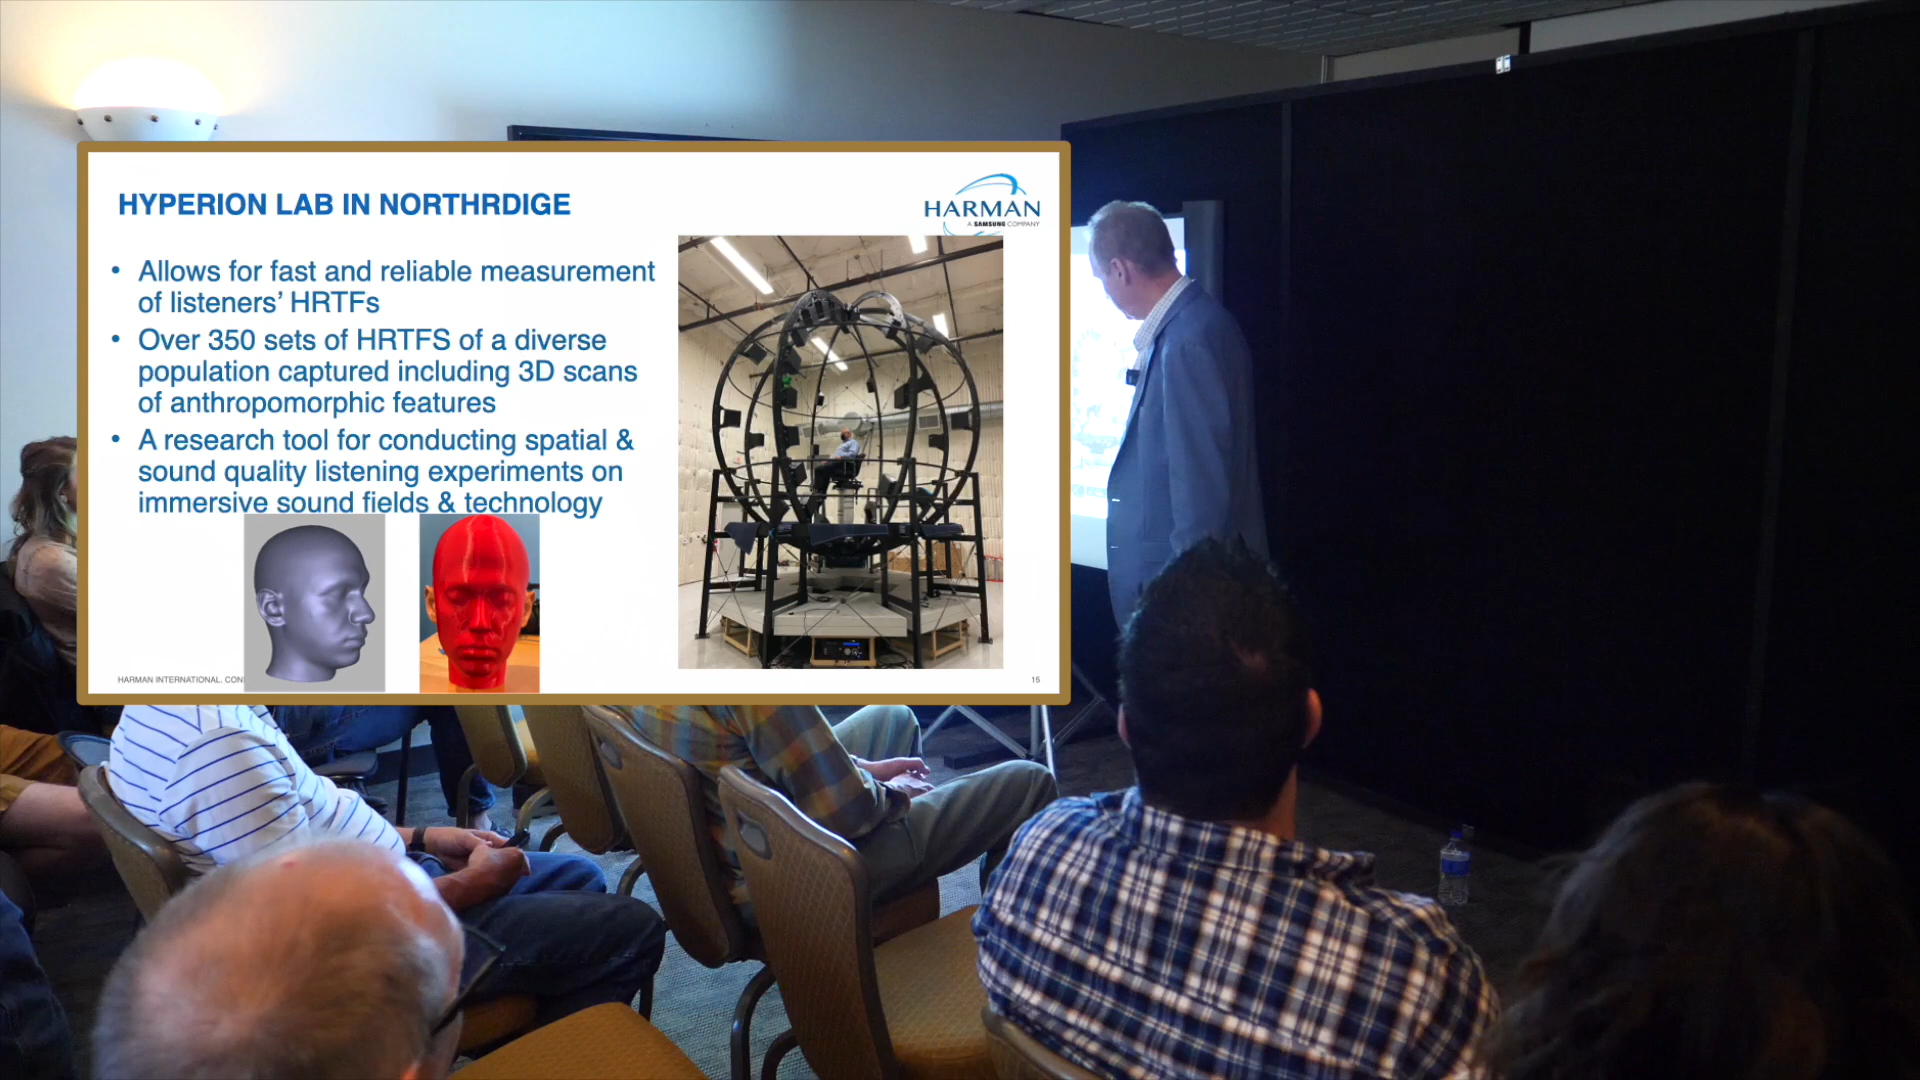 HYPERION LAB IN NORTHRDIGE
HARMAN
A SAMSUNG COMPANY
• Allows for fast and reliable measurement
of listeners’ HRTFs
• Over 350 sets of HRTFS of a diverse
population captured including 3D scans
of anthropomorphic features
• A research tool for conducting spatial &
sound quality listening experiments on
immersive sound fields & technology
HARMAN INTERNATIONAL. CON
15